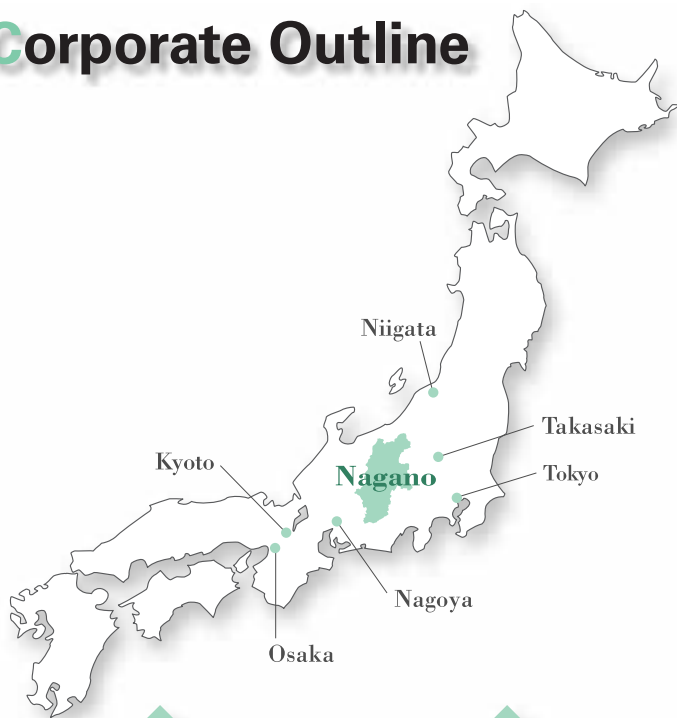 Corporate Outline
Niigata
Takasaki
Kyoto
Nagano
Tokyo
Nagoya
Osaka